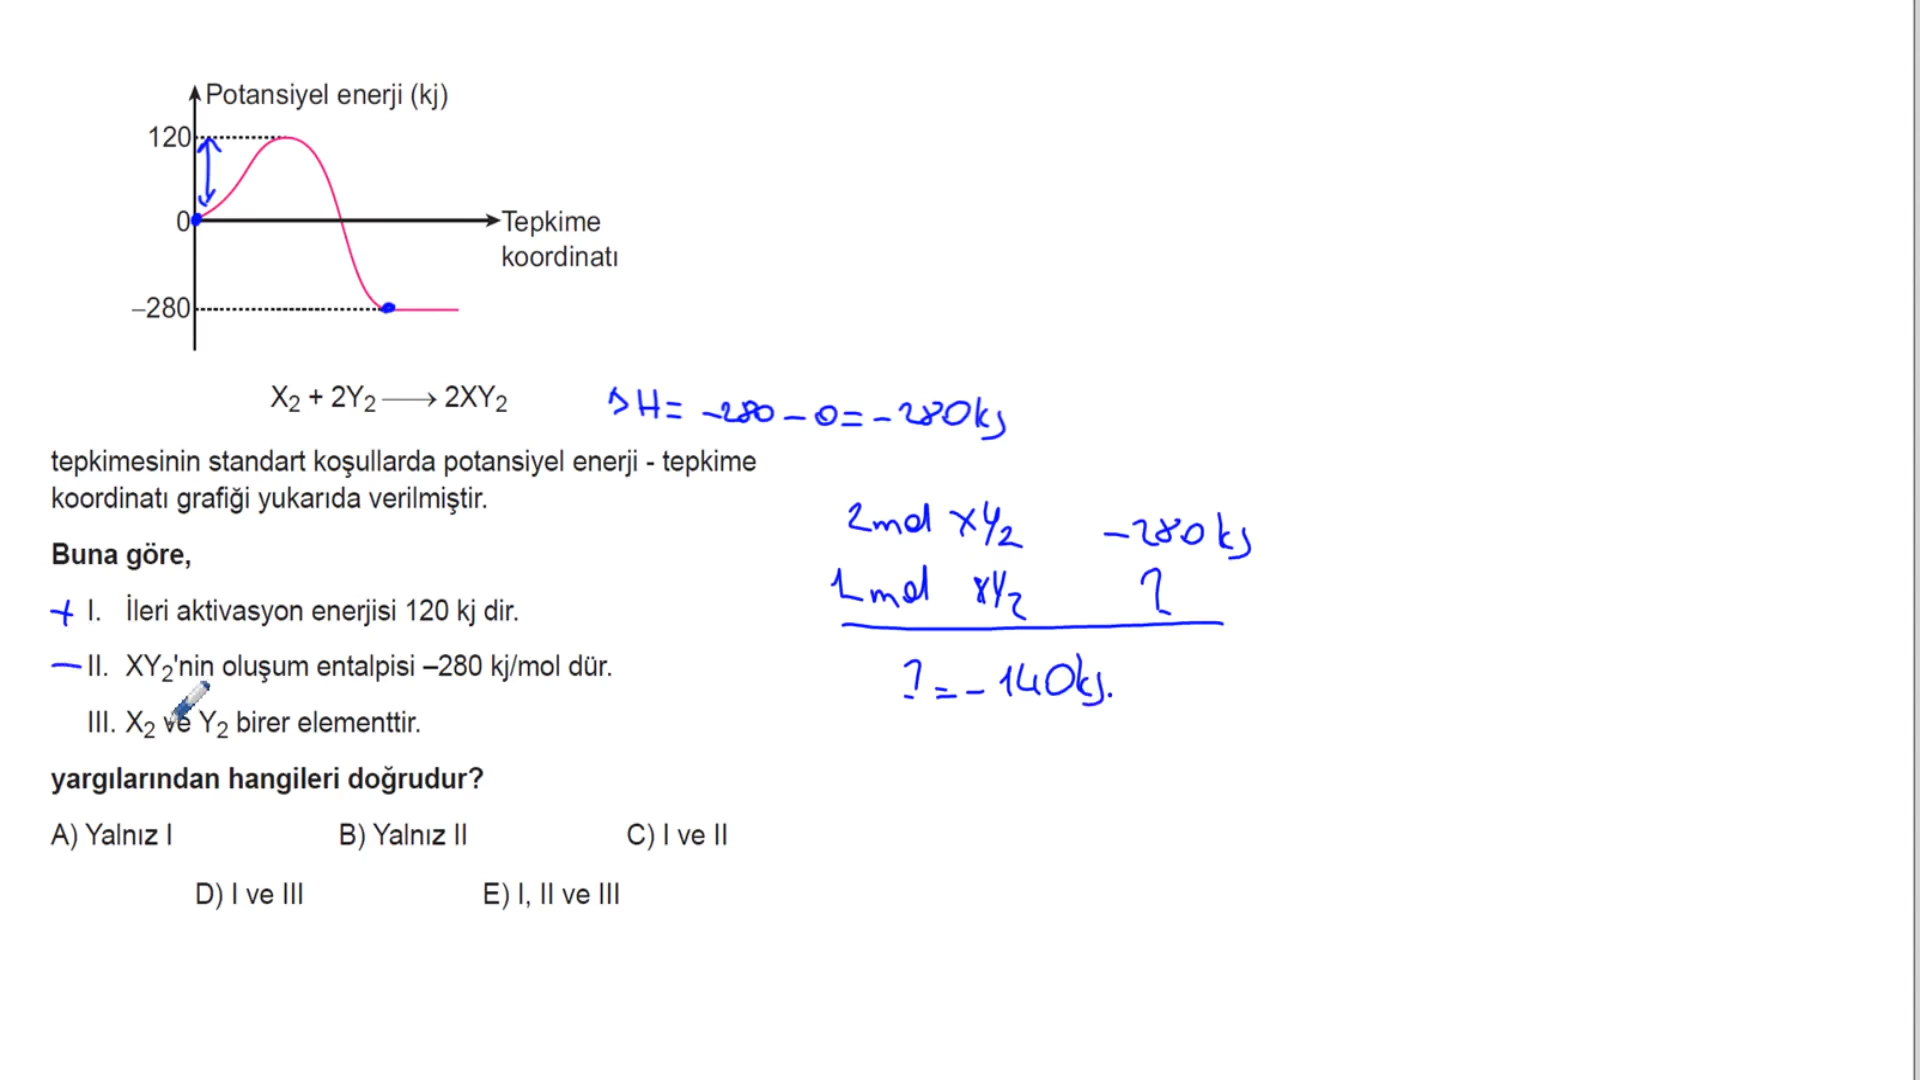 Potansiyel enerji (kj)
120
0
Tepkime
koordinatı
–280
X₂ + 2Y₂ ⟶ 2XY₂
ΔH = -280 - 0 = -280kj
tepkimesinin standart koşullarda potansiyel enerji - tepkime
koordinatı grafiği yukarıda verilmiştir.
2mol XY₂ -280kj
Buna göre,
1mol XY₂ ?
+ I. İleri aktivasyon enerjisi 120 kj dir.
– II. XY₂'nin oluşum entalpisi –280 kj/mol dür.
? = -140kj.
III. X₂ ve Y₂ birer elementtir.
yargılarından hangileri doğrudur?
A) Yalnız I B) Yalnız II C) I ve II
D) I ve III E) I, II ve III